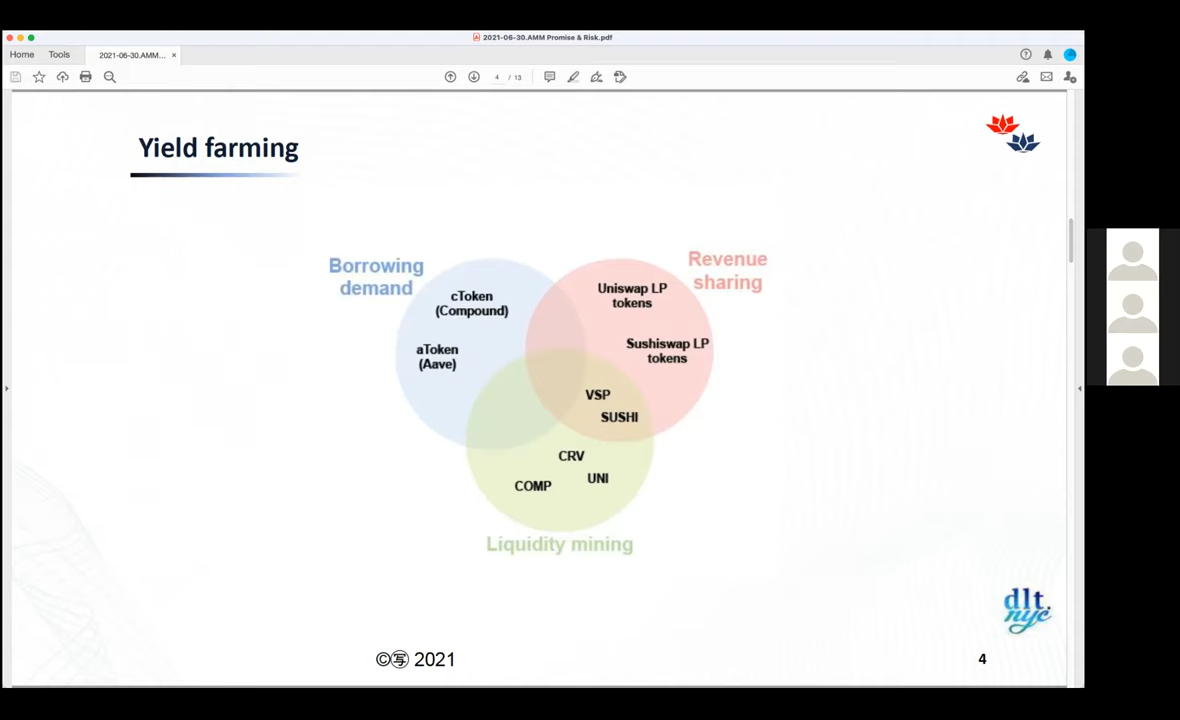 2021-06-30.AMM Promise & Risk.pdf
Home Tools 2021-06-30.AMM... ×
4 / 13
Yield farming
Borrowing
demand
Revenue
sharing
cToken
(Compound)
Uniswap LP
tokens
aToken
(Aave)
Sushiswap LP
tokens
VSP
SUSHI
CRV
UNI
COMP
Liquidity mining
dlt.
nyc
©㊢ 2021
4